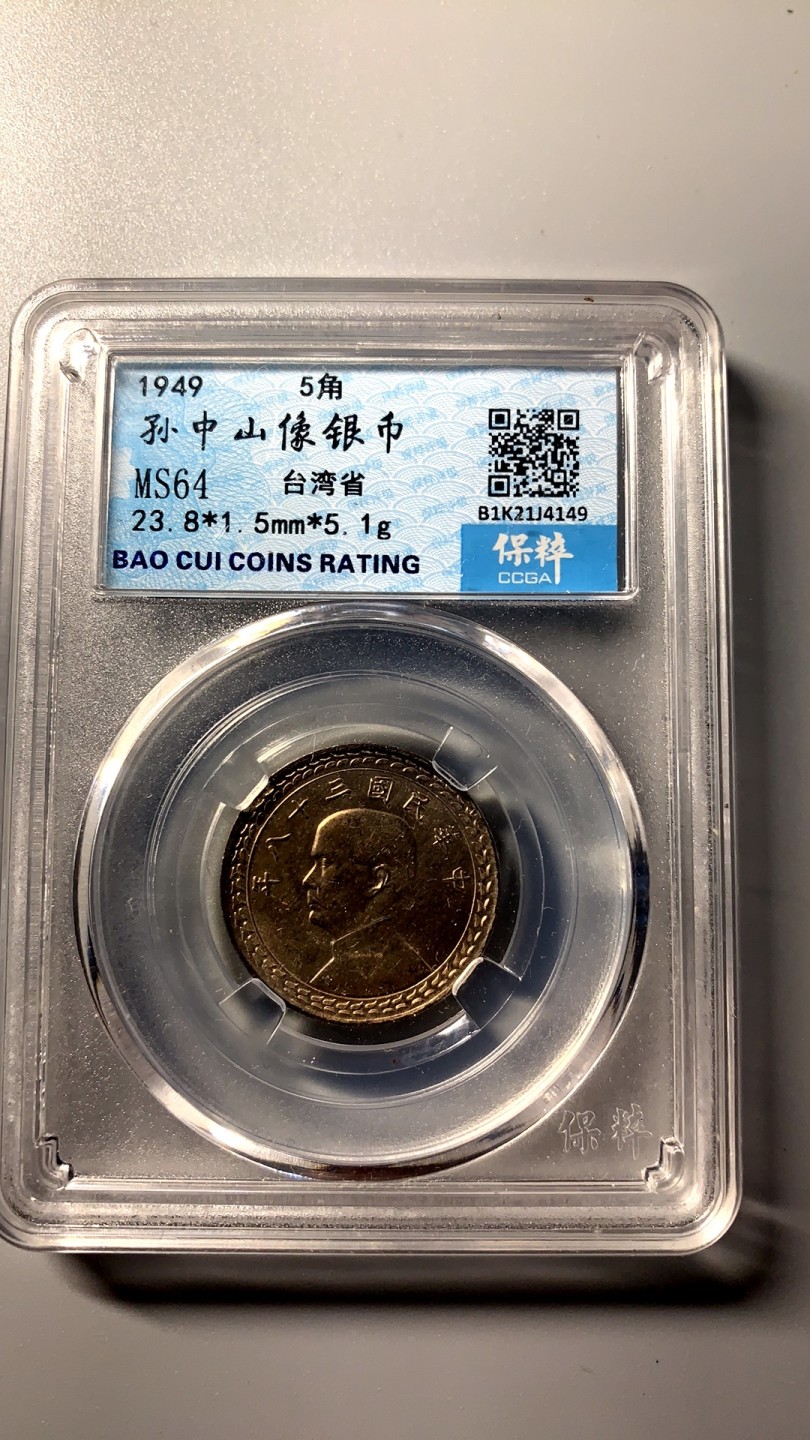 1949 5角
孙中山像银币
MS64 台湾省
23.8*1.5mm*5.1g
BAO CUI COINS RATING
B1K21J4149
保粹
CCGA
年八十三國民華中
保粹